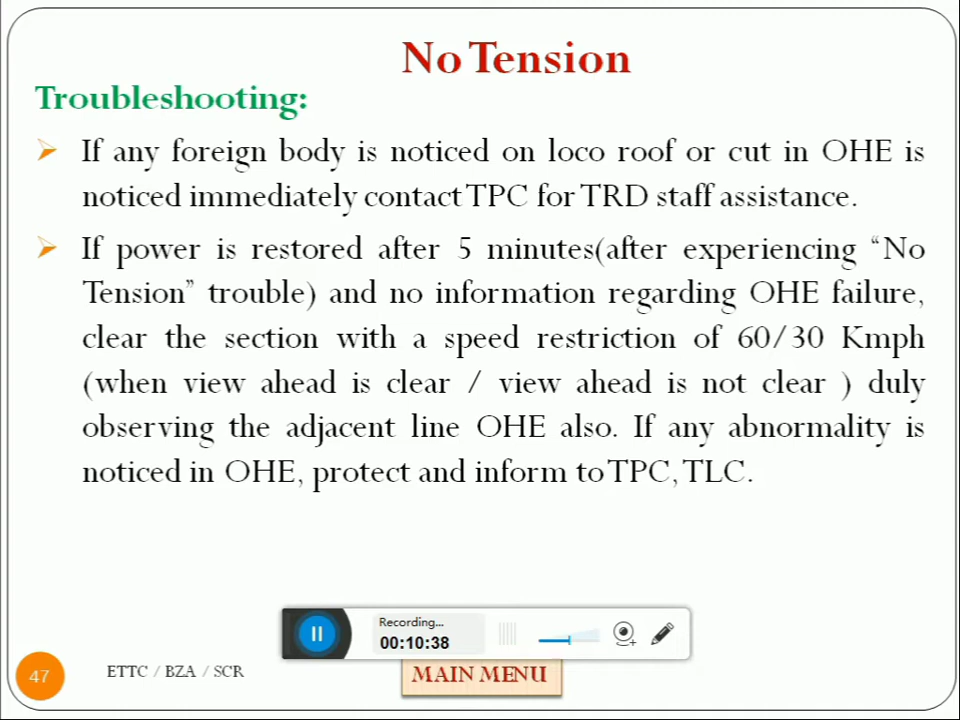 No Tension
Troubleshooting:
If any foreign body is noticed on loco roof or cut in OHE is
noticed immediately contact TPC for TRD staff assistance.
If power is restored after 5 minutes(after experiencing “No
Tension” trouble) and no information regarding OHE failure,
clear the section with a speed restriction of 60/30 Kmph
(when view ahead is clear / view ahead is not clear ) duly
observing the adjacent line OHE also. If any abnormality is
noticed in OHE, protect and inform to TPC, TLC.
Recording...
00:10:38
47
ETTC / BZA / SCR
MAIN MENU